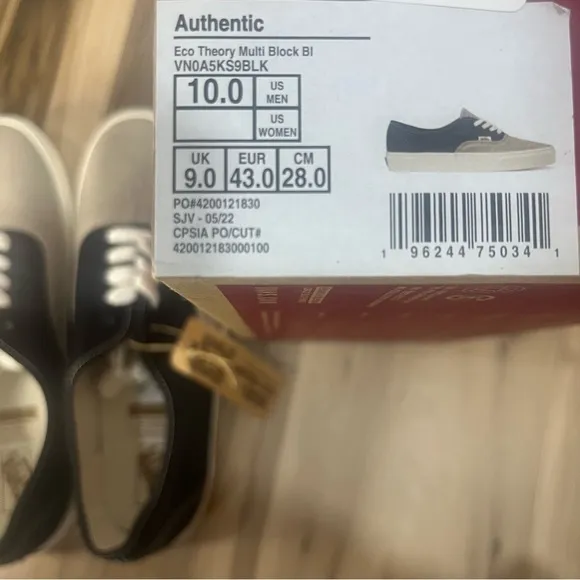 Authentic
Eco Theory Multi Block Bl
VN0A5KS9BLK
10.0 US MEN
US WOMEN
UK EUR CM
9.0 43.0 28.0
PO#4200121830
SJV - 05/22
CPSIA PO/CUT#
420012183000100
1 96244 75034 1